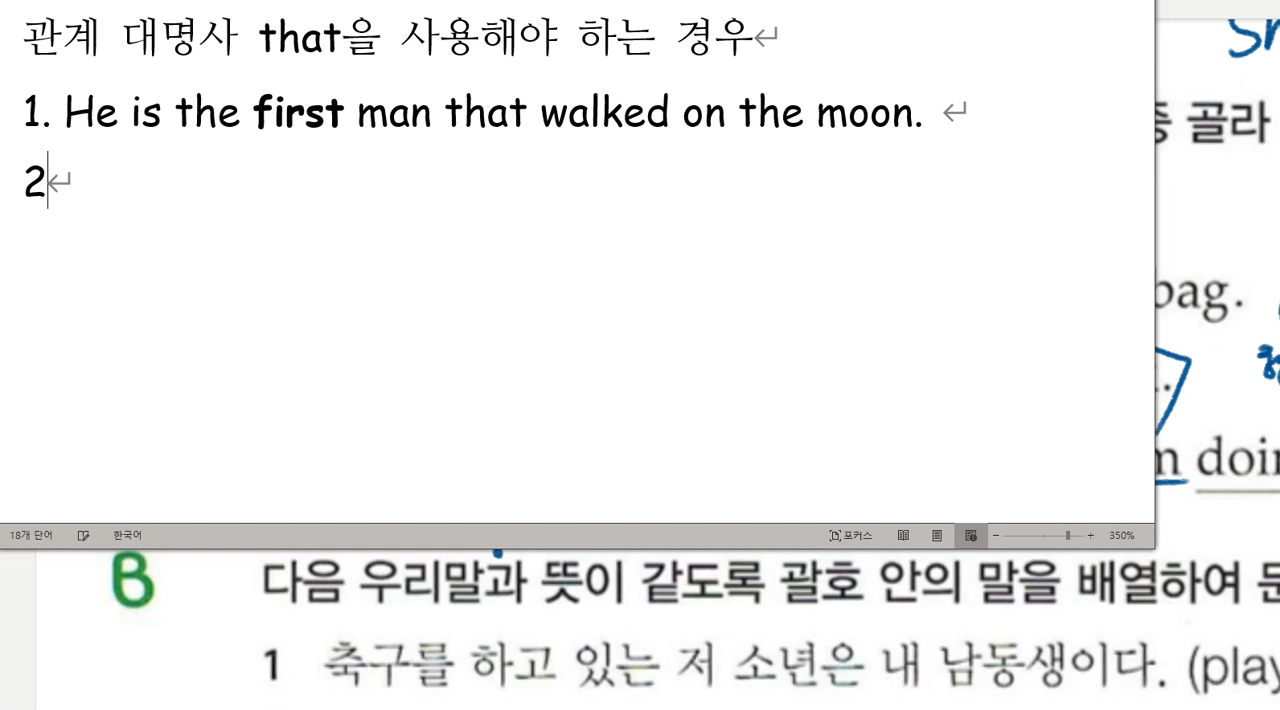 관계 대명사 that을 사용해야 하는 경우
1. He is the first man that walked on the moon.
2
골라
bag.
doin
18개 단어 한국어 포커스 350%
B 다음 우리말과 뜻이 같도록 괄호 안의 말을 배열하여
1 축구를 하고 있는 저 소년은 내 남동생이다. (play